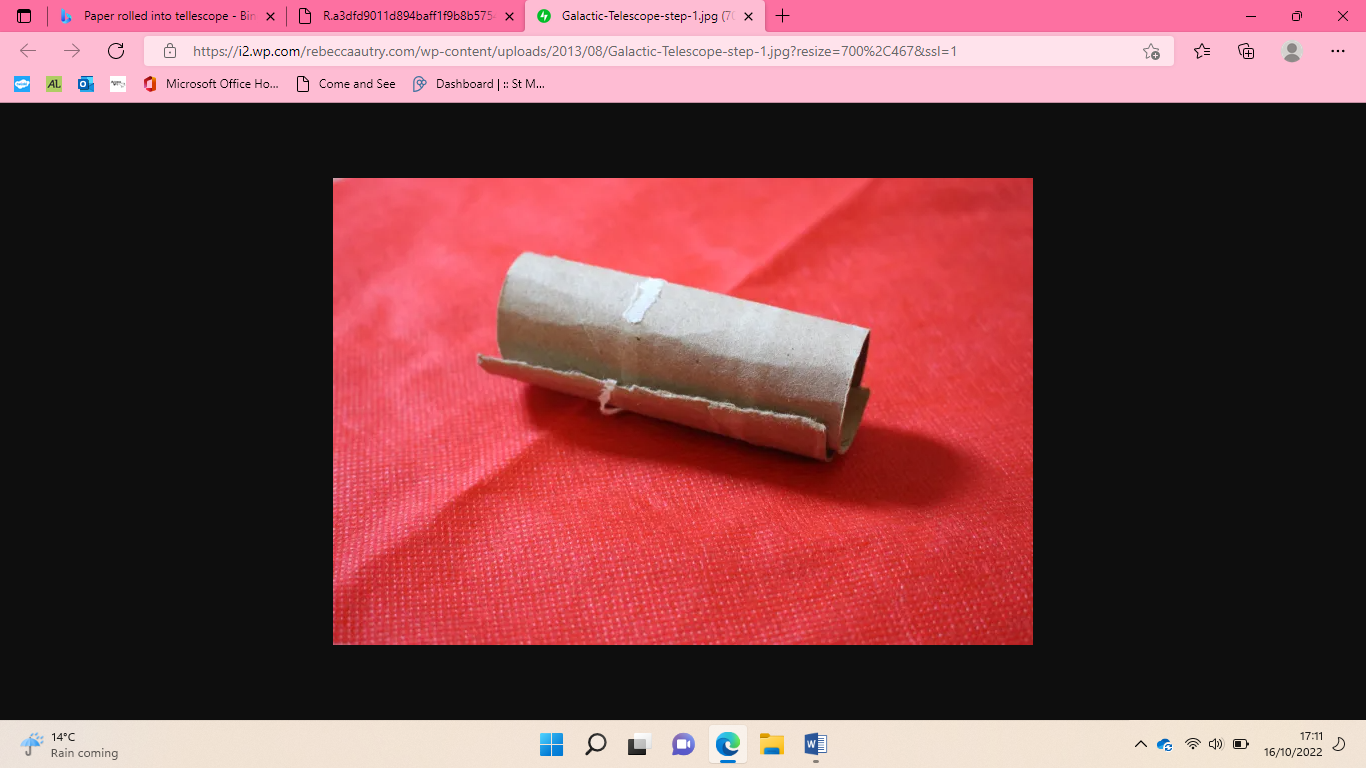 Paper rolled into tellescope - Bin
R.a3dfd9011d894baff1f9b8b575
Galactic-Telescope-step-1.jpg (70
https://i2.wp.com/rebeccaautry.com/wp-content/uploads/2013/08/Galactic-Telescope-step-1.jpg?resize=700%2C467&ssl=1
AL
Microsoft Office Ho...
Come and See
Dashboard | :: St M...
14°C
Rain coming
17:11
16/10/2022